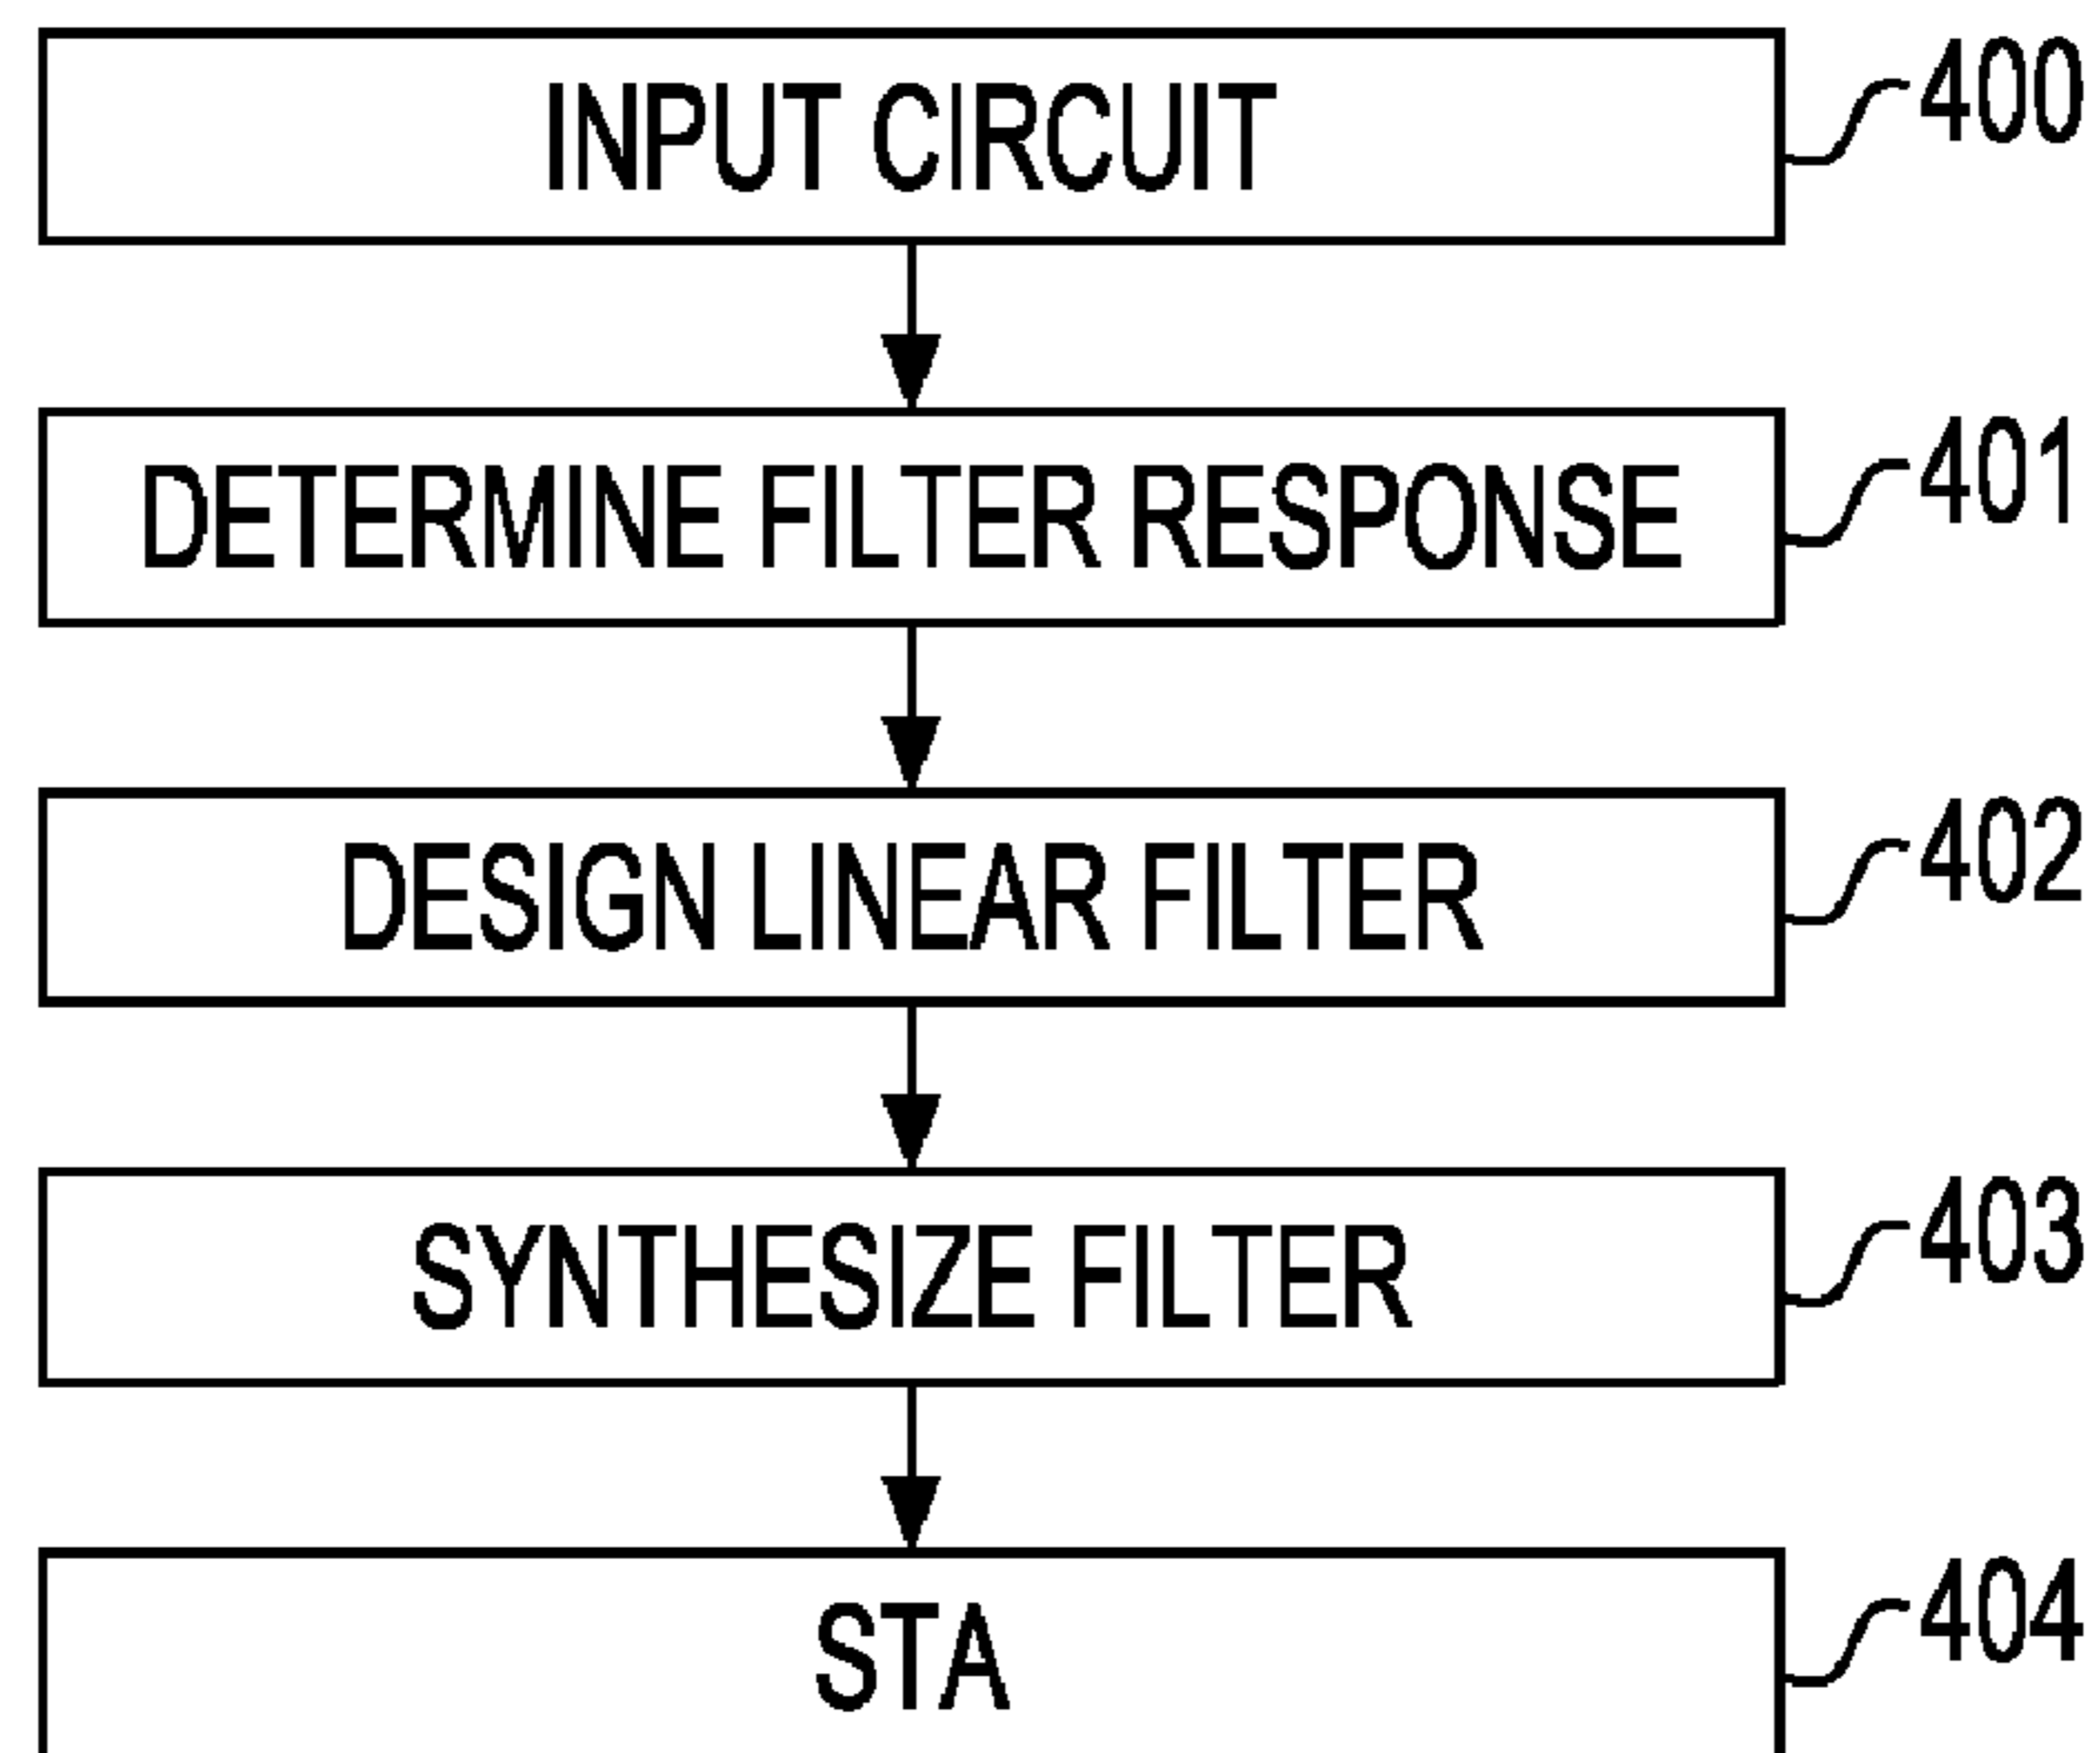 INPUT CIRCUIT 400
DETERMINE FILTER RESPONSE 401
DESIGN LINEAR FILTER 402
SYNTHESIZE FILTER 403
STA 404